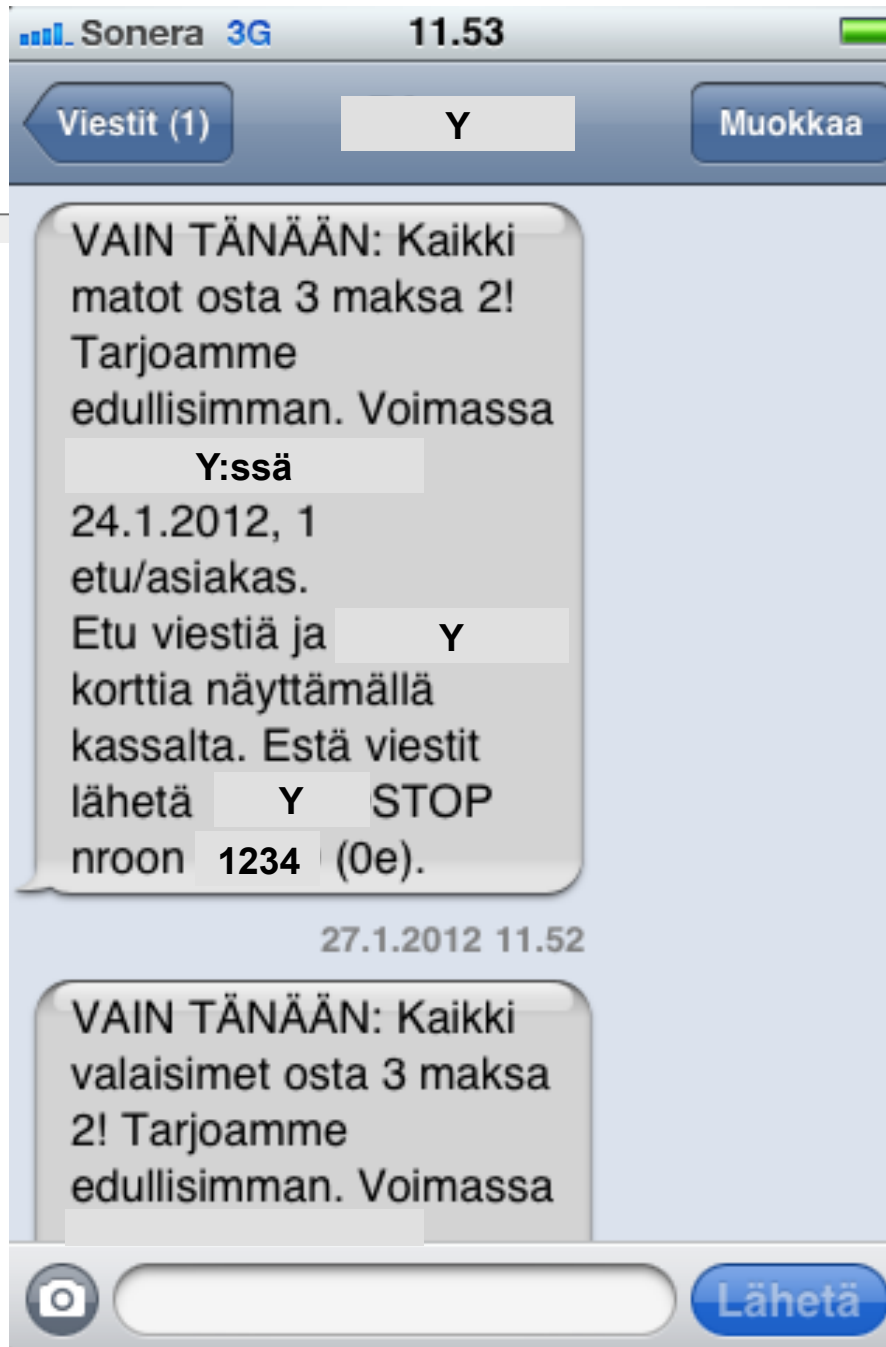 Sonera 3G 11.53
Viestit (1) Y Muokkaa
VAIN TÄNÄÄN: Kaikki
matot osta 3 maksa 2!
Tarjoamme
edullisimman. Voimassa
Y:ssä
24.1.2012, 1
etu/asiakas.
Etu viestiä ja Y
korttia näyttämällä
kassalta. Estä viestit
lähetä Y STOP
nroon 1234 (0e).
27.1.2012 11.52
VAIN TÄNÄÄN: Kaikki
valaisimet osta 3 maksa
2! Tarjoamme
edullisimman. Voimassa
Lähetä